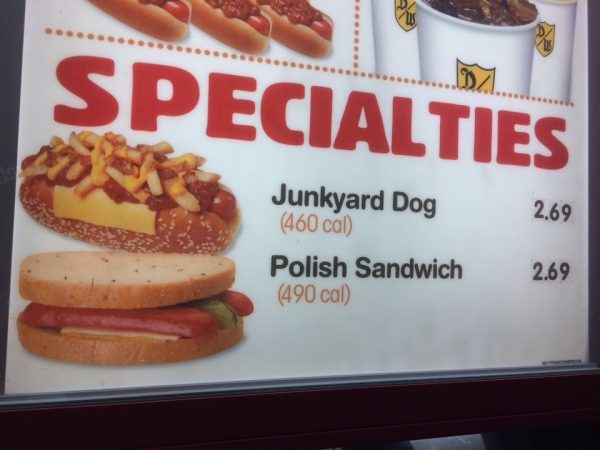 D/W
D/W
D/W
SPECIALTIES
Junkyard Dog 2.69
(460 cal)
Polish Sandwich 2.69
(490 cal)